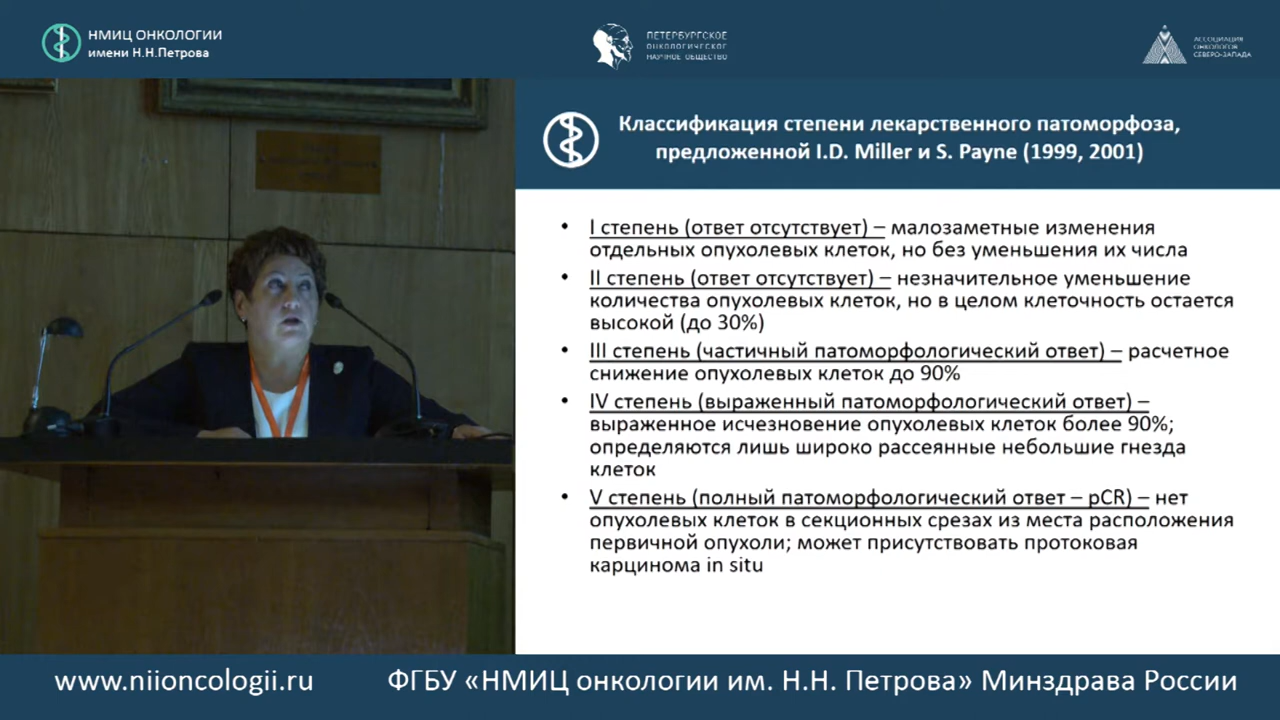 НМИЦ ОНКОЛОГИИ
имени Н.Н.Петрова
ПЕТЕРБУРГСКОЕ
ОНКОЛОГИЧЕСКОЕ
НАУЧНОЕ ОБЩЕСТВО
АССОЦИАЦИЯ
ОНКОЛОГОВ
СЕВЕРО-ЗАПАДА
Классификация степени лекарственного патоморфоза,
предложенной I.D. Miller и S. Payne (1999, 2001)
• I степень (ответ отсутствует) – малозаметные изменения
отдельных опухолевых клеток, но без уменьшения их числа
• II степень (ответ отсутствует) – незначительное уменьшение
количества опухолевых клеток, но в целом клеточность остается
высокой (до 30%)
• III степень (частичный патоморфологический ответ) – расчетное
снижение опухолевых клеток до 90%
• IV степень (выраженный патоморфологический ответ) –
выраженное исчезновение опухолевых клеток более 90%;
определяются лишь широко рассеянные небольшие гнезда
клеток
• V степень (полный патоморфологический ответ – pCR) – нет
опухолевых клеток в секционных срезах из места расположения
первичной опухоли; может присутствовать протоковая
карцинома in situ
www.niioncologii.ru
ФГБУ «НМИЦ онкологии им. Н.Н. Петрова» Минздрава России